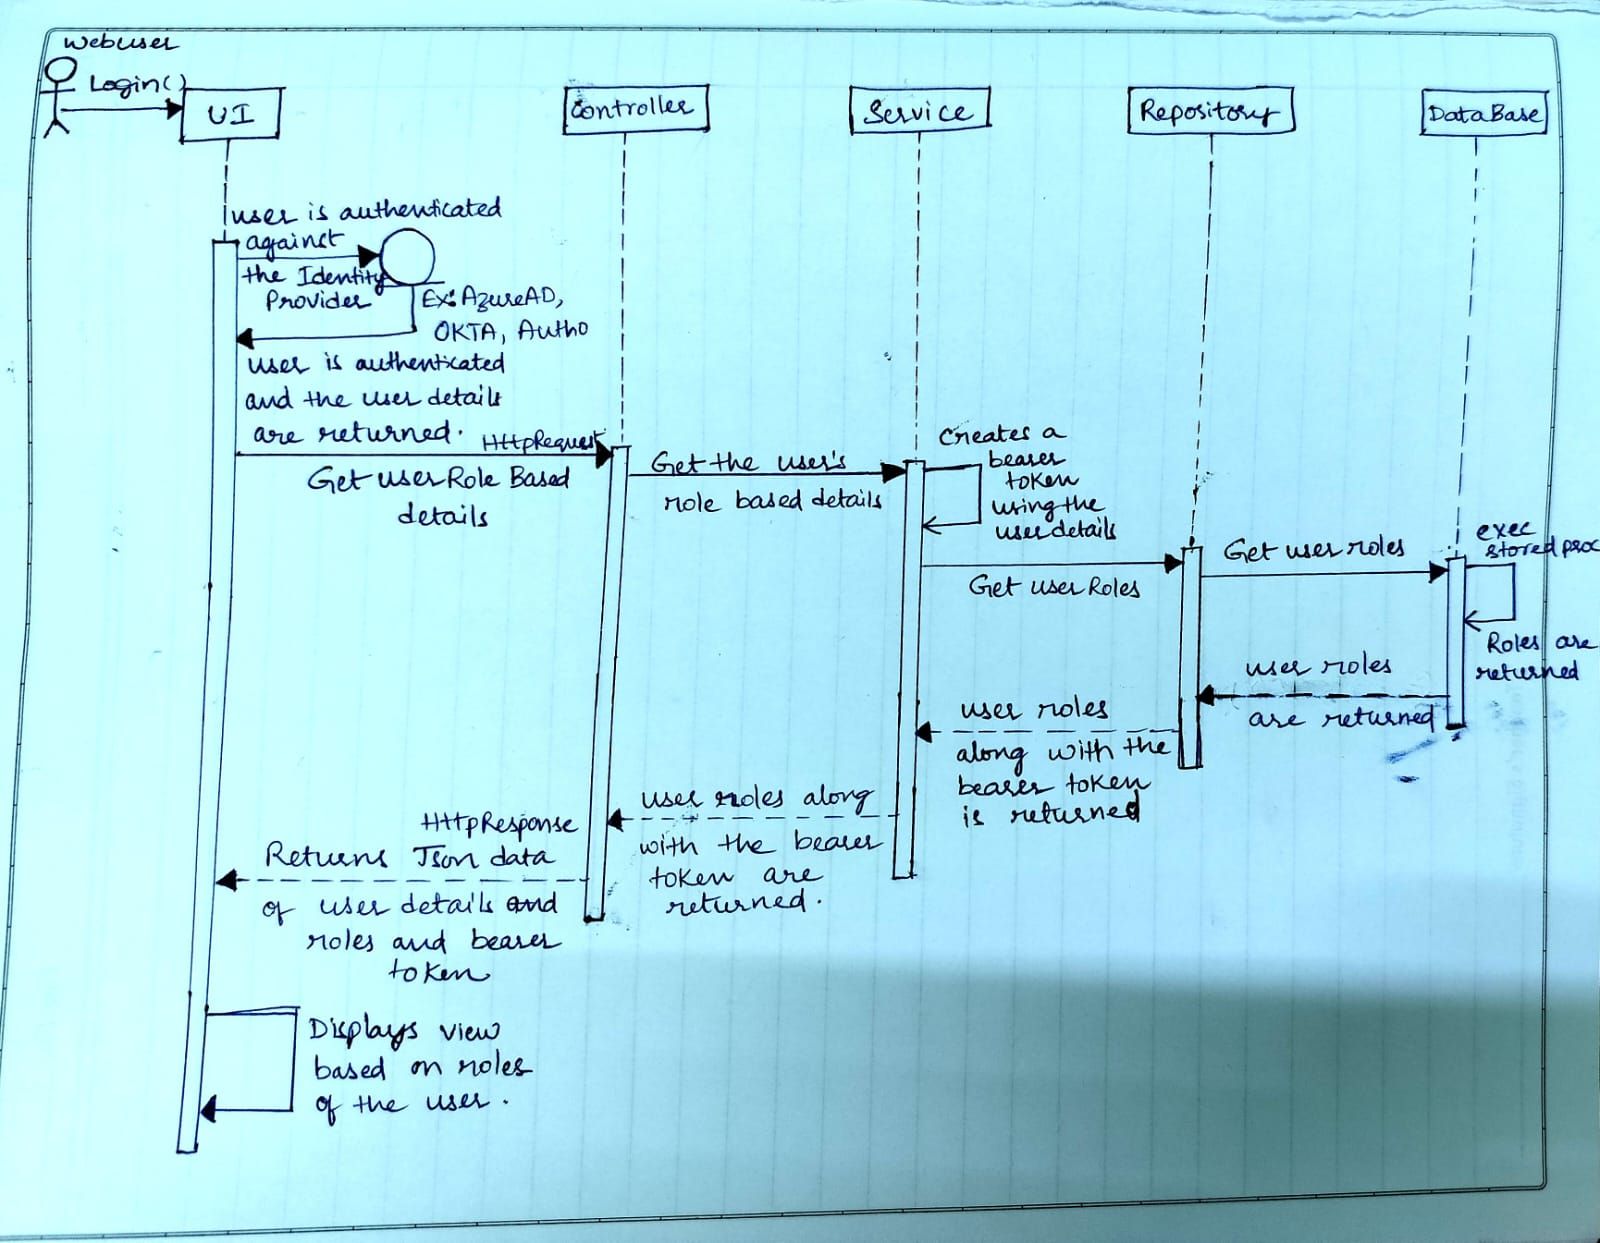 Webuser
Login()
UI
Controller
Service
Repository
DataBase
user is authenticated
against
the Identity
Provider
Ex: AzureAD,
OKTA, Autho
user is authenticated
and the user details
are returned.
HttpRequest
Get userRole Based
details
Get the user's
role based details
Creates a
bearer
token
using the
user details
Get user Roles
Get user roles
exec
stored proc
Roles are
returned
user roles
are returned
user roles
along with the
bearer token
is returned
user roles along
with the bearer
token are
returned.
HttpResponse
Returns Json data
of user details and
roles and bearer
token
Displays view
based on roles
of the user.